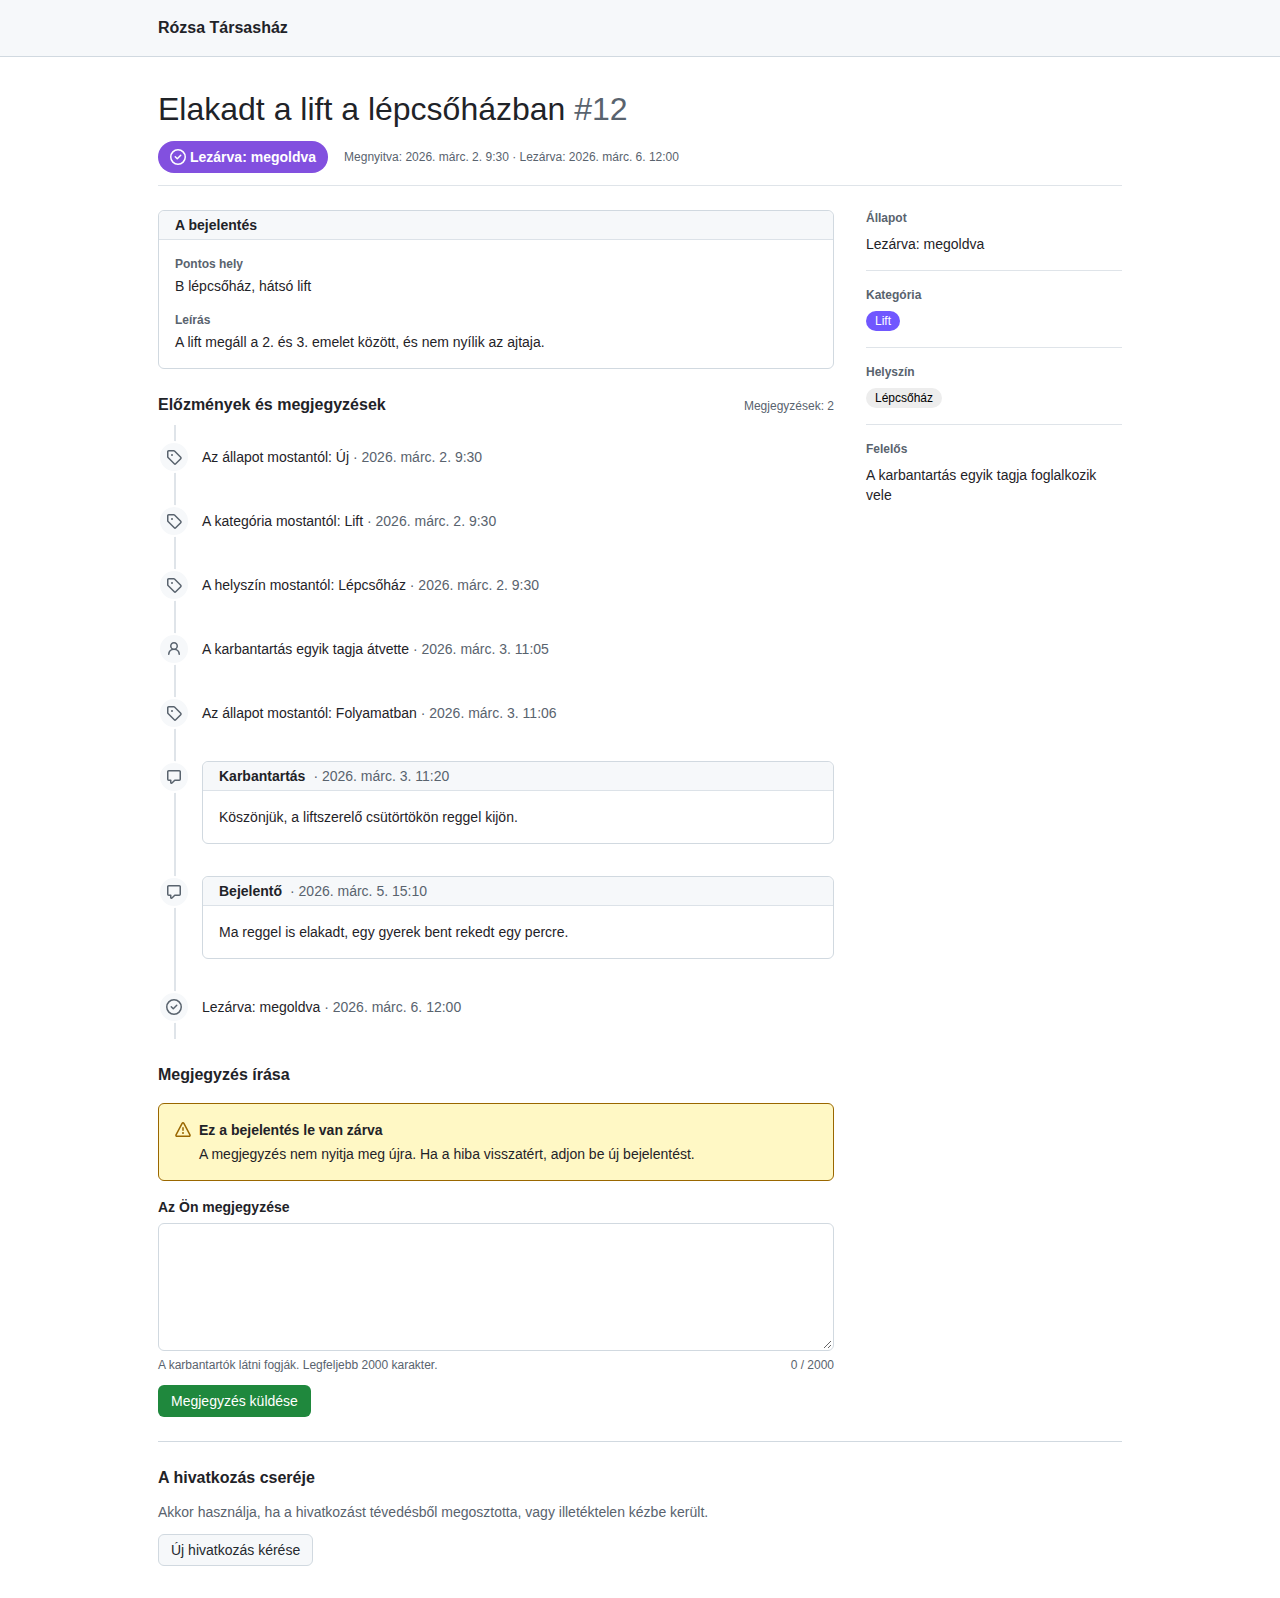 Rózsa Társasház
Elakadt a lift a lépcsőházban #12
Lezárva: megoldva
Megnyitva: 2026. márc. 2. 9:30 · Lezárva: 2026. márc. 6. 12:00
A bejelentés
Pontos hely
B lépcsőház, hátsó lift
Leírás
A lift megáll a 2. és 3. emelet között, és nem nyílik az ajtaja.
Állapot
Lezárva: megoldva
Kategória
Lift
Helyszín
Lépcsőház
Felelős
A karbantartás egyik tagja foglalkozik
vele
Előzmények és megjegyzések
Megjegyzések: 2
Az állapot mostantól: Új · 2026. márc. 2. 9:30
A kategória mostantól: Lift · 2026. márc. 2. 9:30
A helyszín mostantól: Lépcsőház · 2026. márc. 2. 9:30
A karbantartás egyik tagja átvette · 2026. márc. 3. 11:05
Az állapot mostantól: Folyamatban · 2026. márc. 3. 11:06
Karbantartás · 2026. márc. 3. 11:20
Köszönjük, a liftszerelő csütörtökön reggel kijön.
Bejelentő · 2026. márc. 5. 15:10
Ma reggel is elakadt, egy gyerek bent rekedt egy percre.
Lezárva: megoldva · 2026. márc. 6. 12:00
Megjegyzés írása
Ez a bejelentés le van zárva
A megjegyzés nem nyitja meg újra. Ha a hiba visszatért, adjon be új bejelentést.
Az Ön megjegyzése
A karbantartók látni fogják. Legfeljebb 2000 karakter.
0 / 2000
Megjegyzés küldése
A hivatkozás cseréje
Akkor használja, ha a hivatkozást tévedésből megosztotta, vagy illetéktelen kézbe került.
Új hivatkozás kérése